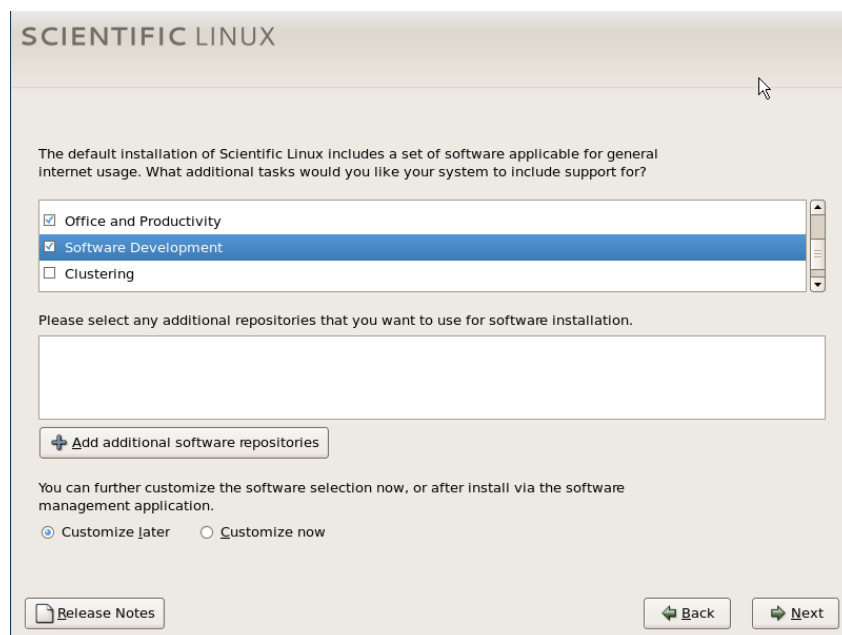 SCIENTIFIC LINUX
The default installation of Scientific Linux includes a set of software applicable for general
internet usage. What additional tasks would you like your system to include support for?
Office and Productivity
Software Development
Clustering
Please select any additional repositories that you want to use for software installation.
Add additional software repositories
You can further customize the software selection now, or after install via the software
management application.
Customize later Customize now
Release Notes Back Next